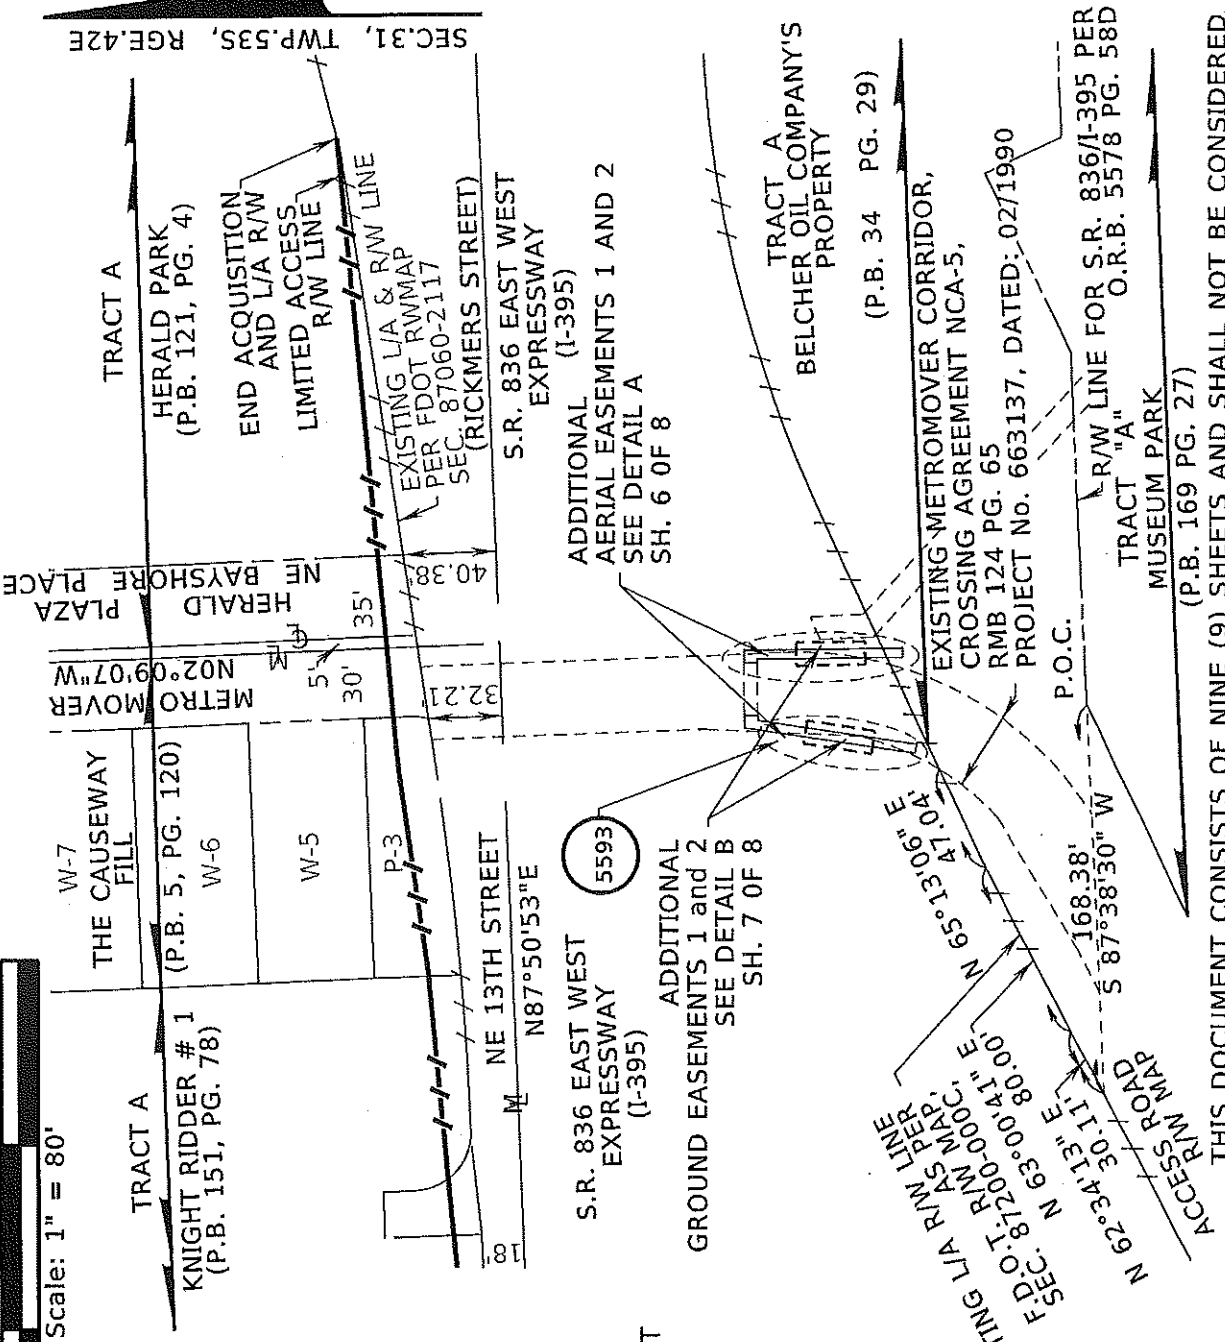 Scale: 1" = 80'
SEC.31, TWP.53S, RGE.42E
TRACT A
KNIGHT RIDDER # 1
(P.B. 151, PG. 78)
W-7
THE CAUSEWAY
FILL
(P.B. 5, PG. 120)
W-6
W-5
P-3
METRO MOVER
N02°09'07"W
HERALD PLAZA
NE BAYSHORE PLACE
5'
30'
35'
TRACT A
HERALD PARK
(P.B. 121, PG. 4)
END ACQUISITION
AND L/A R/W
LIMITED ACCESS
R/W LINE
EXISTING L/A & R/W LINE
PER FDOT RWMAP
SEC. 87060-2117
(RICKMERS STREET)
40.38'
32.21'
18'
NE 13TH STREET
N87°50'53"E
S.R. 836 EAST WEST
EXPRESSWAY
(I-395)
S.R. 836 EAST WEST
EXPRESSWAY
(I-395)
5593
ADDITIONAL
AERIAL EASEMENTS 1 AND 2
SEE DETAIL A
SH. 6 OF 8
ADDITIONAL
GROUND EASEMENTS 1 and 2
SEE DETAIL B
SH. 7 OF 8
TRACT A
BELCHER OIL COMPANY'S
PROPERTY
(P.B. 34 PG. 29)
EXISTING METROMOVER CORRIDOR,
CROSSING AGREEMENT NCA-5,
RMB 124 PG. 65
PROJECT No. 663137, DATED: 02/1990
P.O.C.
N 65°13'06" E
47.04'
168.38'
S 87°38'30" W
TING L/A R/W LINE
AS PER
F.D.O.T. R/W MAP,
SEC. 87200-000C,
N 63°00'41" E
80.00'
N 62°34'13" E
30.11'
ACCESS ROAD
R/W MAP
R/W LINE FOR S.R. 836/I-395 PER
O.R.B. 5578 PG. 58D
TRACT "A"
MUSEUM PARK
(P.B. 169 PG. 27)
THIS DOCUMENT CONSISTS OF NINE (9) SHEETS AND SHALL NOT BE CONSIDERED